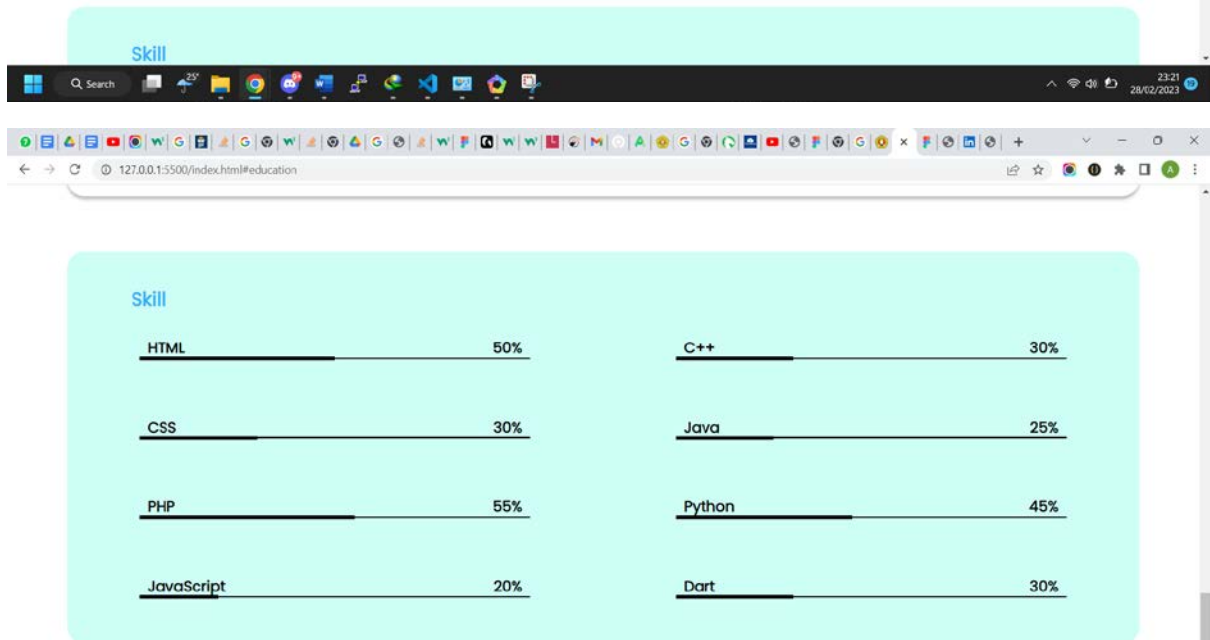 Skill
Search
25°
23:21
28/02/2023
127.0.0.1:5500/index.html#education
Skill
HTML 50% C++ 30%
CSS 30% Java 25%
PHP 55% Python 45%
JavaScript 20% Dart 30%